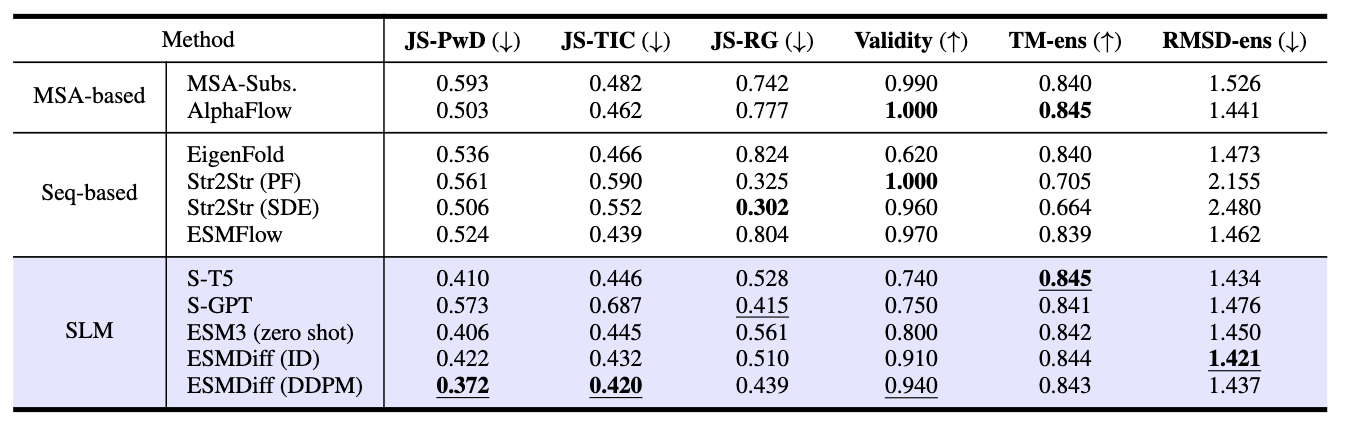 Method JS-PwD (↓) JS-TIC (↓) JS-RG (↓) Validity (↑) TM-ens (↑) RMSD-ens (↓)
MSA-based
MSA-Subs. 0.593 0.482 0.742 0.990 0.840 1.526
AlphaFlow 0.503 0.462 0.777 1.000 0.845 1.441
Seq-based
EigenFold 0.536 0.466 0.824 0.620 0.840 1.473
Str2Str (PF) 0.561 0.590 0.325 1.000 0.705 2.155
Str2Str (SDE) 0.506 0.552 0.302 0.960 0.664 2.480
ESMFlow 0.524 0.439 0.804 0.970 0.839 1.462
SLM
S-T5 0.410 0.446 0.528 0.740 0.845 1.434
S-GPT 0.573 0.687 0.415 0.750 0.841 1.476
ESM3 (zero shot) 0.406 0.445 0.561 0.800 0.842 1.450
ESMDiff (ID) 0.422 0.432 0.510 0.910 0.844 1.421
ESMDiff (DDPM) 0.372 0.420 0.439 0.940 0.843 1.437